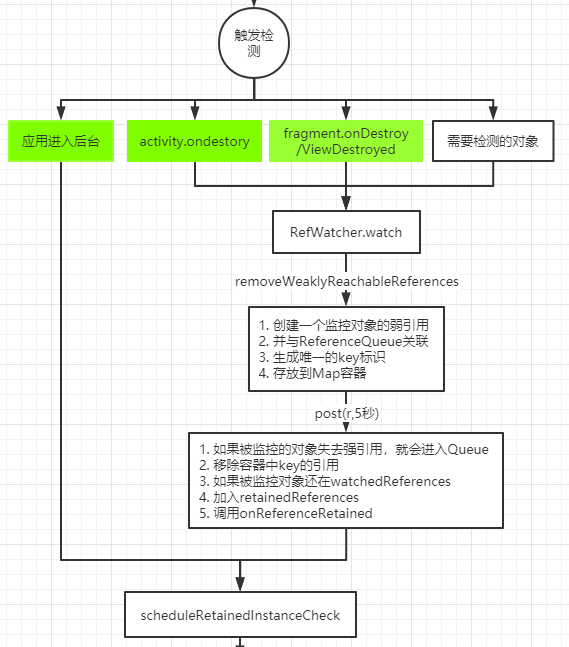 触发检
测
应用进入后台
activity.ondestory
fragment.onDestroy
/ViewDestroyed
需要检测的对象
RefWatcher.watch
removeWeaklyReachableReferences
1. 创建一个监控对象的弱引用
2. 并与ReferenceQueue关联
3. 生成唯一的key标识
4. 存放到Map容器
post(r,5秒)
1. 如果被监控的对象失去强引用，就会进入Queue
2. 移除容器中key的引用
3. 如果被监控对象还在watchedReferences
4. 加入retainedReferences
5. 调用onReferenceRetained
scheduleRetainedInstanceCheck